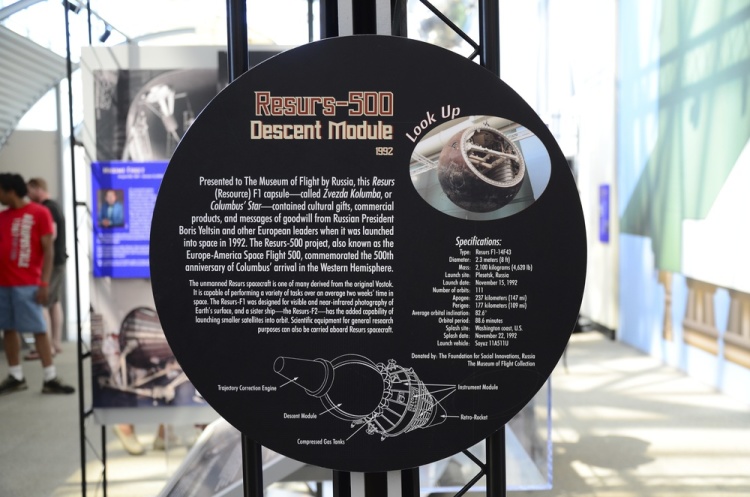 Resurs-500
Descent Module
1992
Look Up
Presented to The Museum of Flight by Russia, this Resurs
(Resource) F1 capsule—called Zvezda Kolumba, or
Columbus' Star—contained cultural gifts, commercial
products, and messages of goodwill from Russian President
Boris Yeltsin and other European leaders when it was launched
into space in 1992. The Resurs-500 project, also known as the
Europe-America Space Flight 500, commemorated the 500th
anniversary of Columbus' arrival in the Western Hemisphere.
The unmanned Resurs spacecraft is one of many derived from the original Vostok.
It is capable of performing a variety of tasks over an average two weeks' time in
space. The Resurs-F1 was designed for visible and near-infrared photography of
Earth's surface, and a sister ship—the Resurs-F2—has the added capability of
launching smaller satellites into orbit. Scientific equipment for general research
purposes can also be carried aboard Resurs spacecraft.
Specifications:
Type: Resurs F1-14F43
Diameter: 2.3 meters (8 ft)
Mass: 2,100 kilograms (4,620 lb)
Launch site: Plesetsk, Russia
Launch date: November 15, 1992
Number of orbits: 111
Apogee: 237 kilometers (147 mi)
Perigee: 177 kilometers (109 mi)
Average orbital inclination: 82.6°
Orbital period: 88.6 minutes
Splash site: Washington coast, U.S.
Splash date: November 22, 1992
Launch vehicle: Soyuz 11A511U
Donated by: The Foundation for Social Innovations, Russia
The Museum of Flight Collection
Trajectory Correction Engine
Descent Module
Compressed Gas Tanks
Instrument Module
Retro-Rocket